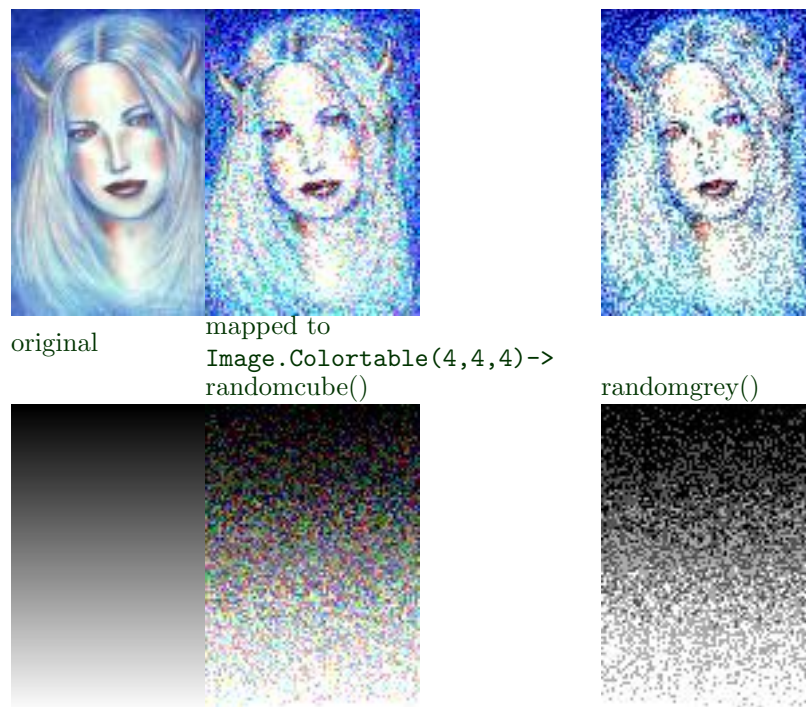 original
mapped to
Image.Colortable(4,4,4)->
randomcube()
randomgrey()